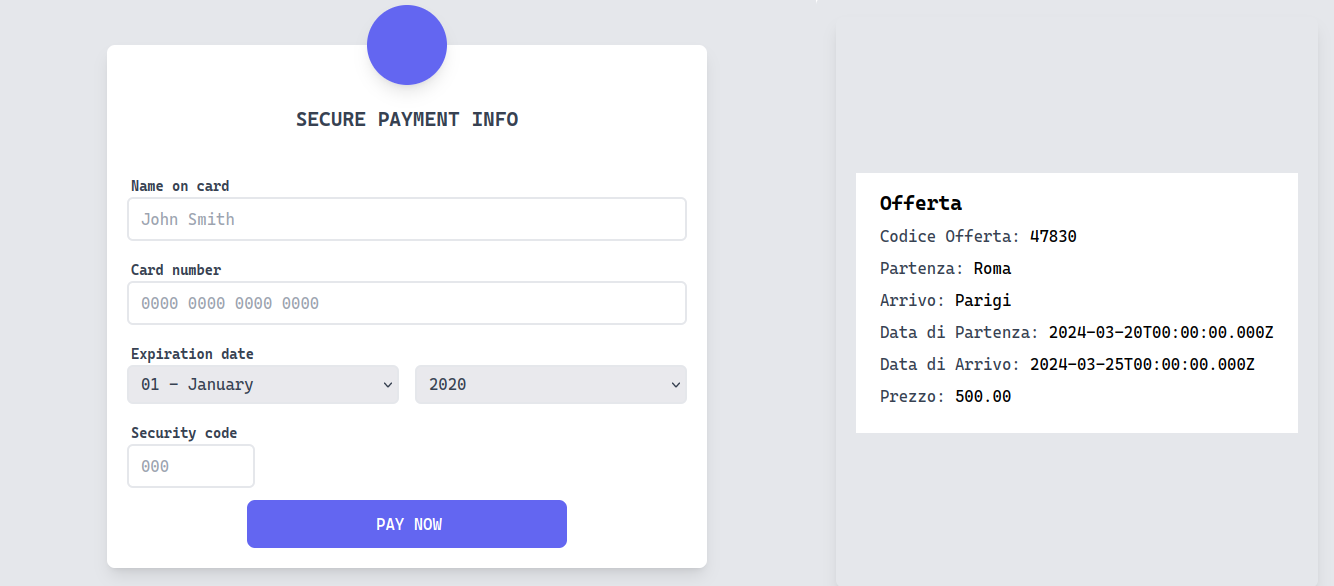 SECURE PAYMENT INFO
Name on card
John Smith
Card number
0000 0000 0000 0000
Expiration date
01 - January
2020
Security code
000
PAY NOW
Offerta
Codice Offerta: 47830
Partenza: Roma
Arrivo: Parigi
Data di Partenza: 2024-03-20T00:00:00.000Z
Data di Arrivo: 2024-03-25T00:00:00.000Z
Prezzo: 500.00